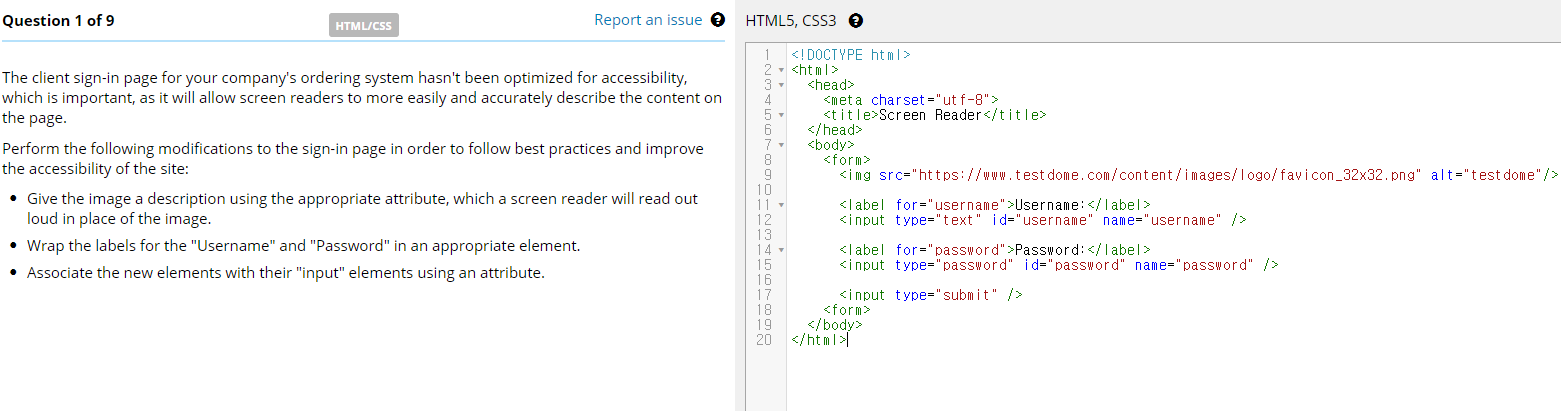 Question 1 of 9
HTML/CSS
Report an issue ?
The client sign-in page for your company's ordering system hasn't been optimized for accessibility,
which is important, as it will allow screen readers to more easily and accurately describe the content on
the page.
Perform the following modifications to the sign-in page in order to follow best practices and improve
the accessibility of the site:
• Give the image a description using the appropriate attribute, which a screen reader will read out
loud in place of the image.
• Wrap the labels for the "Username" and "Password" in an appropriate element.
• Associate the new elements with their "input" elements using an attribute.
HTML5, CSS3 ?
1 <!DOCTYPE html>
2 <html>
3 <head>
4 <meta charset="utf-8">
5 <title>Screen Reader</title>
6 </head>
7 <body>
8 <form>
9 <img src="https://www.testdome.com/content/images/logo/favicon_32x32.png" alt="testdome"/>
10
11 <label for="username">Username:</label>
12 <input type="text" id="username" name="username" />
13
14 <label for="password">Password:</label>
15 <input type="password" id="password" name="password" />
16
17 <input type="submit" />
18 <form>
19 </body>
20 </html>